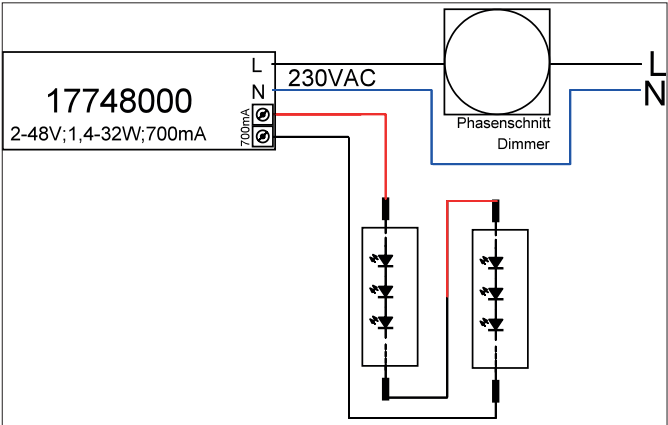 L
230VAC
L
17748000
N
N
2-48V;1,4-32W;700mA
700mA
Phasenschnitt
Dimmer